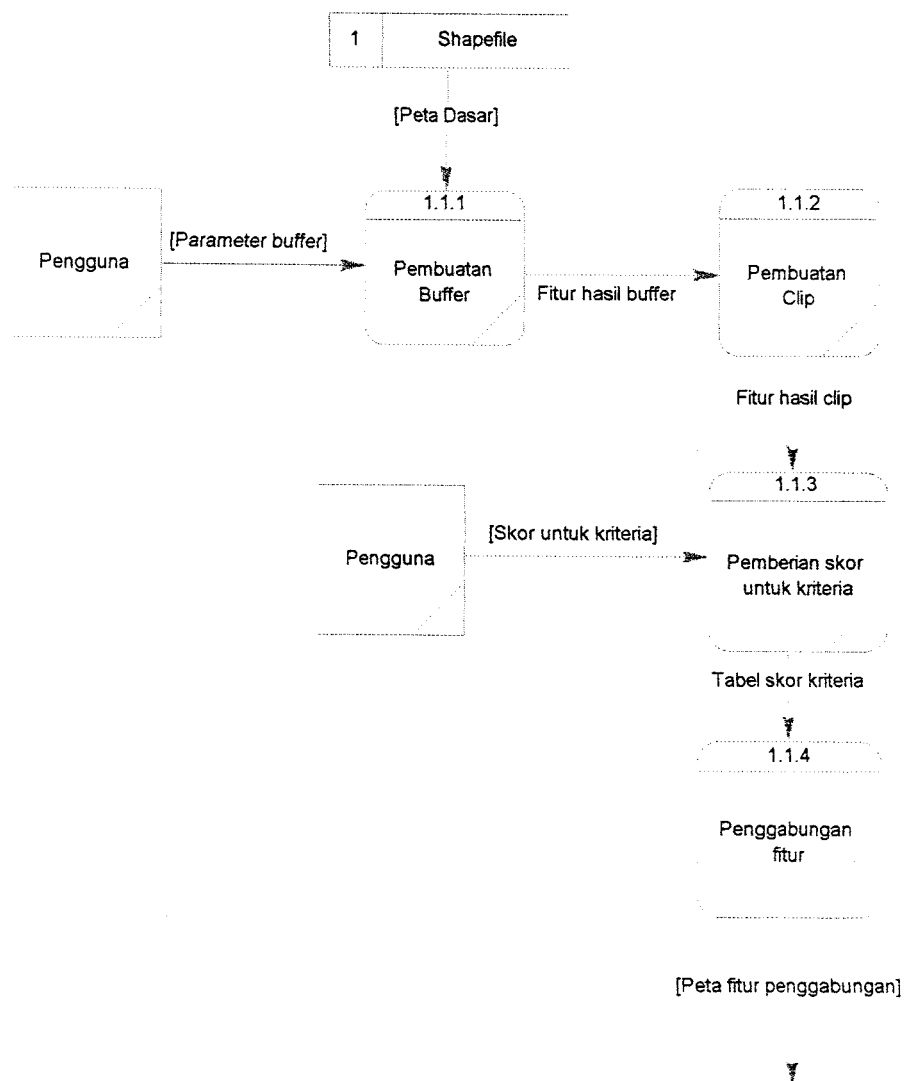 1 Shapefile
[Peta Dasar]
1.1.1
1.1.2
Pengguna
[Parameter buffer]
Pembuatan
Buffer
Fitur hasil buffer
Pembuatan
Clip
Fitur hasil clip
1.1.3
Pengguna
[Skor untuk kriteria]
Pemberian skor
untuk kriteria
Tabel skor kriteria
1.1.4
Penggabungan
fitur
[Peta fitur penggabungan]